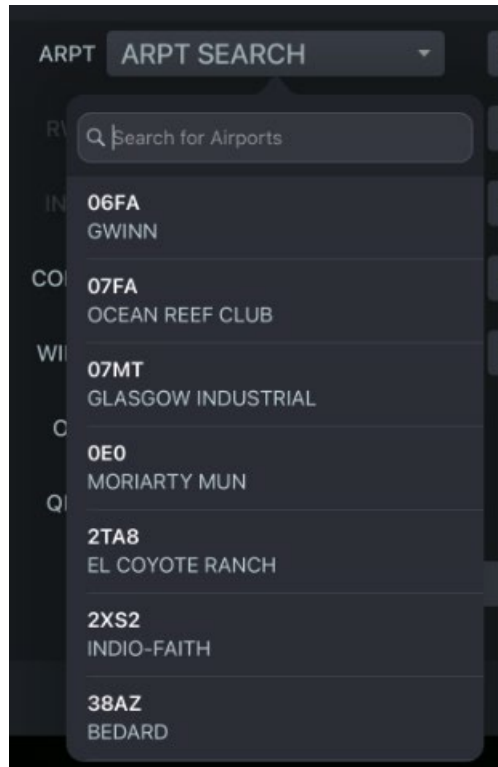 ARPT ARPT SEARCH
Search for Airports
06FA
GWINN
07FA
OCEAN REEF CLUB
07MT
GLASGOW INDUSTRIAL
0E0
MORIARTY MUN
2TA8
EL COYOTE RANCH
2XS2
INDIO-FAITH
38AZ
BEDARD